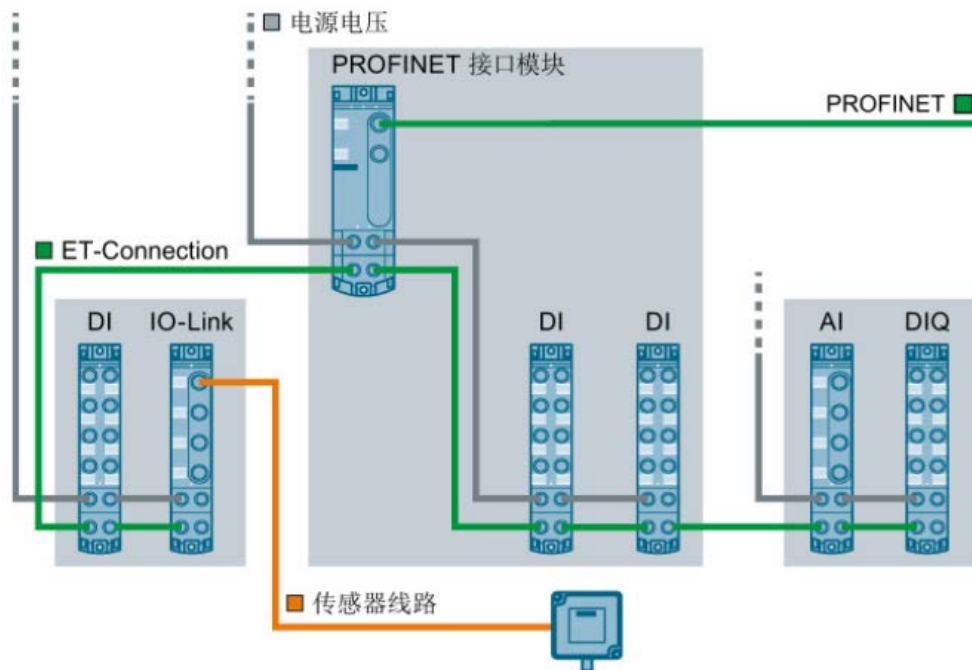 电源电压
PROFINET 接口模块
PROFINET
ET-Connection
DI IO-Link
DI DI
AI DIQ
传感器线路